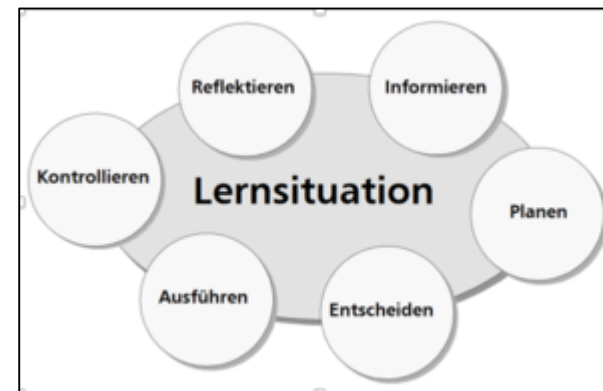 Reflektieren
Informieren
Kontrollieren
Lernsituation
Planen
Ausführen
Entscheiden